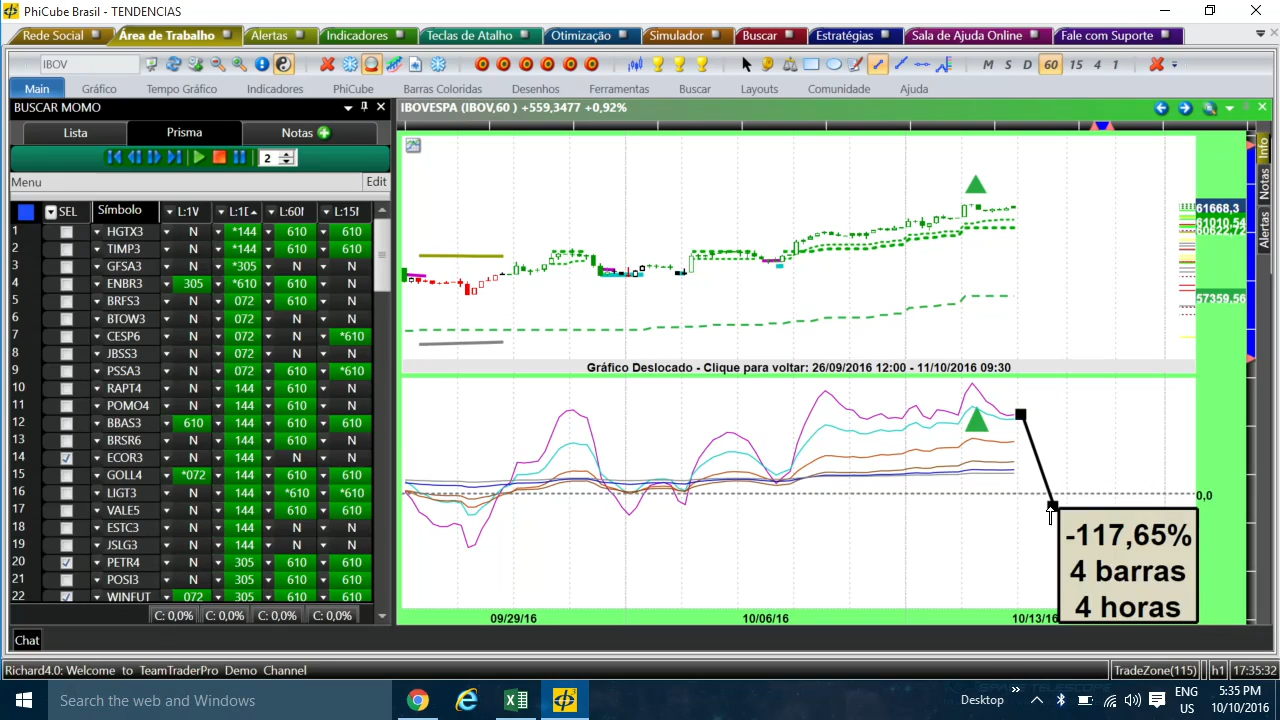 PhiCube Brasil - TENDENCIAS
Rede Social Área de Trabalho Alertas Indicadores Teclas de Atalho Otimização Simulador Buscar Estratégias Sala de Ajuda Online Fale com Suporte
IBOV M S D 60 15 4 1
Main Gráfico Tempo Gráfico Indicadores PhiCube Barras Coloridas Desenhos Ferramentas Buscar Layouts Comunidade Ajuda
BUSCAR MOMO
Lista Prisma Notas
2
Menu Edit
SEL Símbolo L:1V L:1D L:60I L:15I
1 HGTX3 N *144 610 610
2 TIMP3 N *144 610 610
3 GFSA3 N *305 N N
4 ENBR3 305 *610 610 N
5 BRFS3 N 072 610 N
6 BTOW3 N 072 N N
7 CESP6 N 072 N *610
8 JBSS3 N 072 N N
9 PSSA3 N 072 610 *610
10 RAPT4 N 144 610 N
11 POMO4 N 144 610 N
12 BBAS3 610 144 610 610
13 BRSR6 N 144 610 N
14 ECOR3 N 144 610 N
15 GOLL4 *072 144 610 610
16 LIGT3 N 144 *610 *610
17 VALE5 N 144 610 610
18 ESTC3 N 144 N N
19 JSLG3 N 144 N N
20 PETR4 N 305 610 610
21 POSI3 N 305 610 610
22 WINFUT 072 305 610 610
C: 0,0% C: 0,0% C: 0,0% C: 0,0%
IBOVESPA (IBOV,60 ) +559,3477 +0,92%
Info
Notas
Alertas
61668,3
61010,54
57359,56
Gráfico Deslocado - Clique para voltar: 26/09/2016 12:00 - 11/10/2016 09:30
0,0
-117,65%
4 barras
4 horas
09/29/16 10/06/16 10/13/16
Chat
Richard4.0: Welcome to TeamTraderPro Demo Channel TradeZone(115) h1 17:35:32
Search the web and Windows
Desktop
ENG
US
5:35 PM
10/10/2016